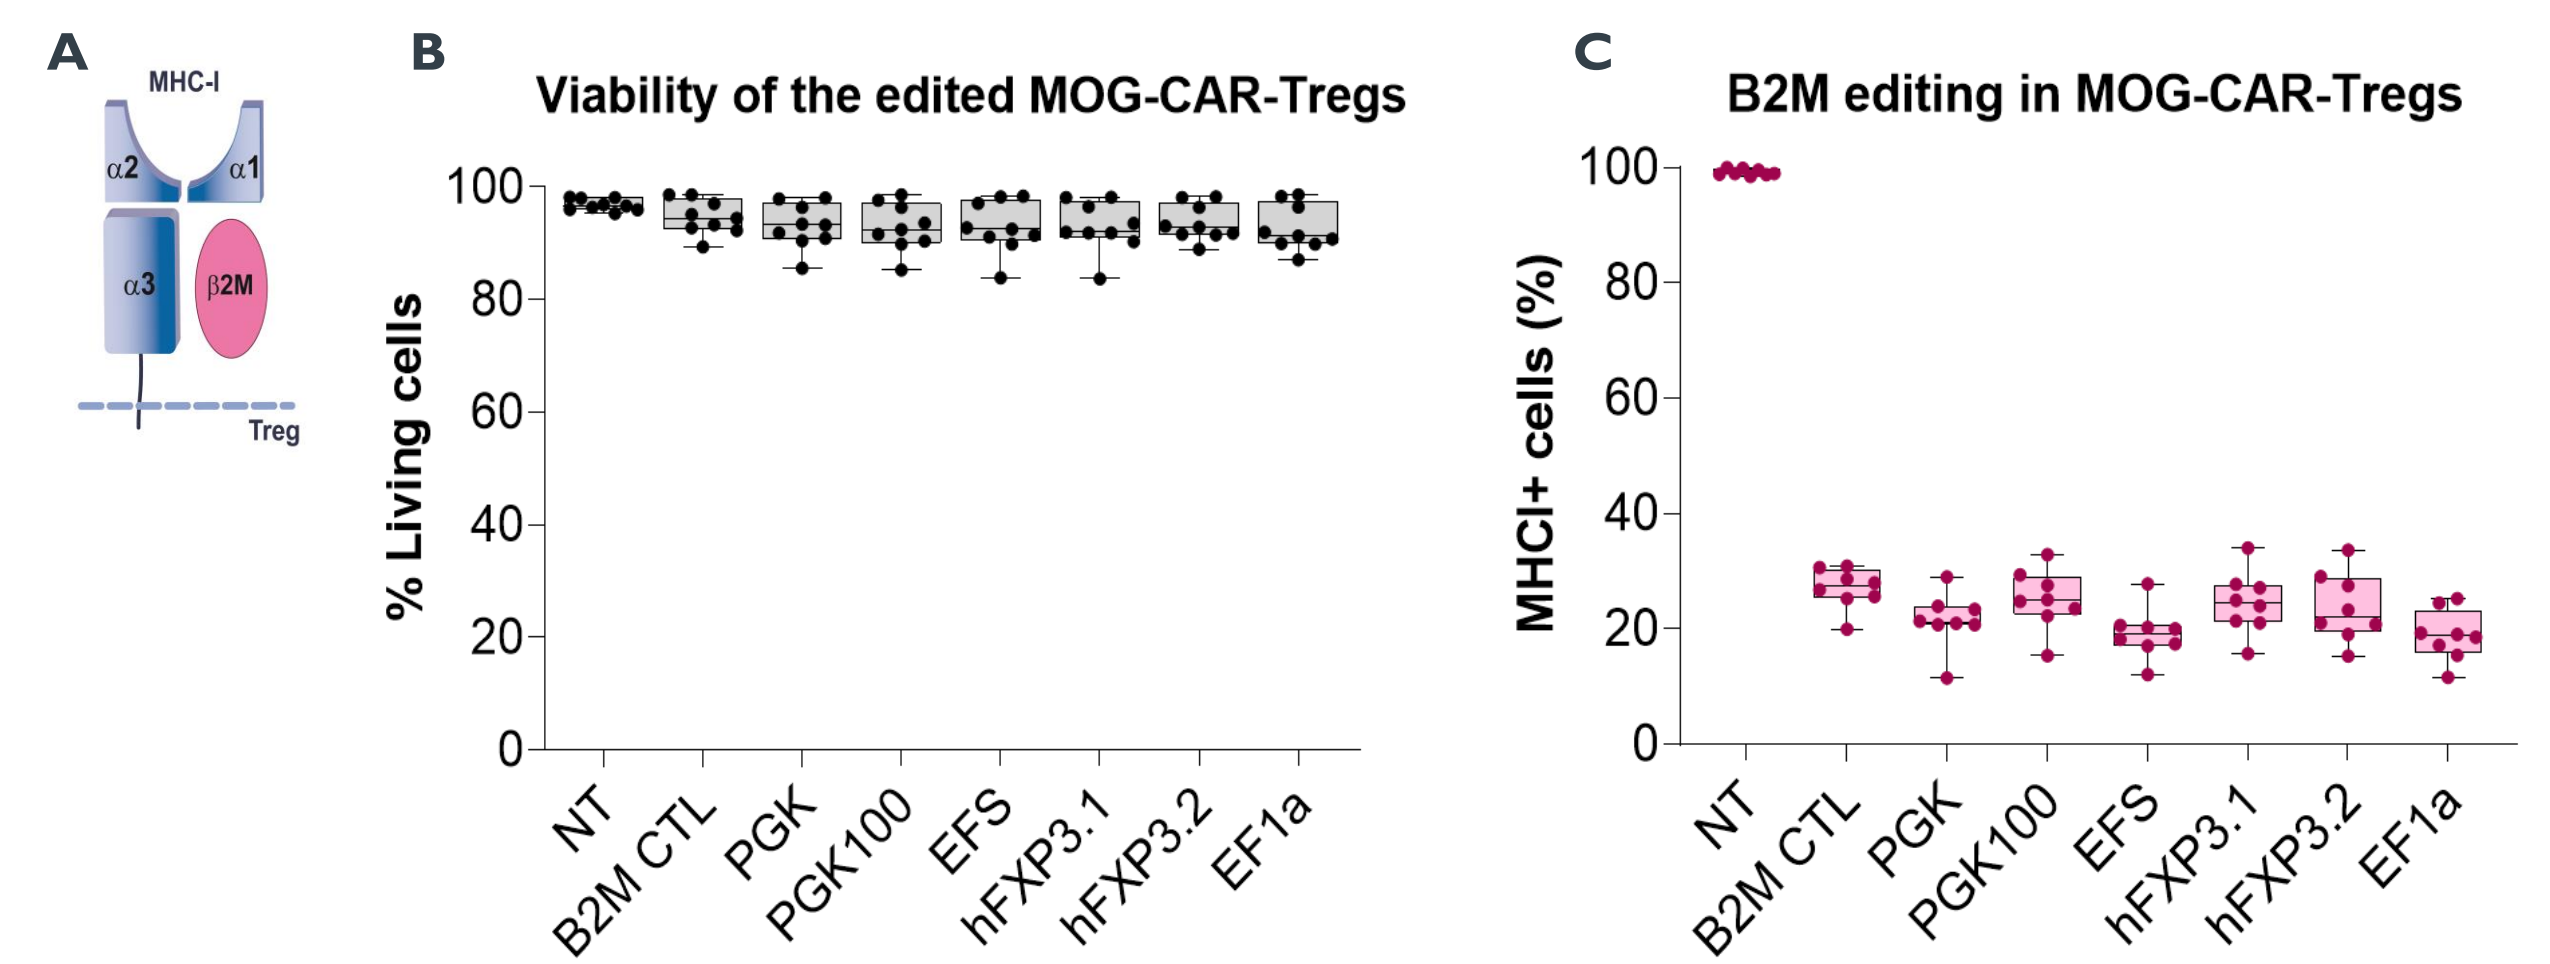 A
MHC-I
α2
α1
α3
β2M
Treg
B
Viability of the edited MOG-CAR-Tregs
% Living cells
100
80
60
40
20
0
NT
B2M CTL
PGK
PGK100
EFS
hFXP3.1
hFXP3.2
EF1a
C
B2M editing in MOG-CAR-Tregs
MHCI+ cells (%)
100
80
60
40
20
0
NT
B2M CTL
PGK
PGK100
EFS
hFXP3.1
hFXP3.2
EF1a